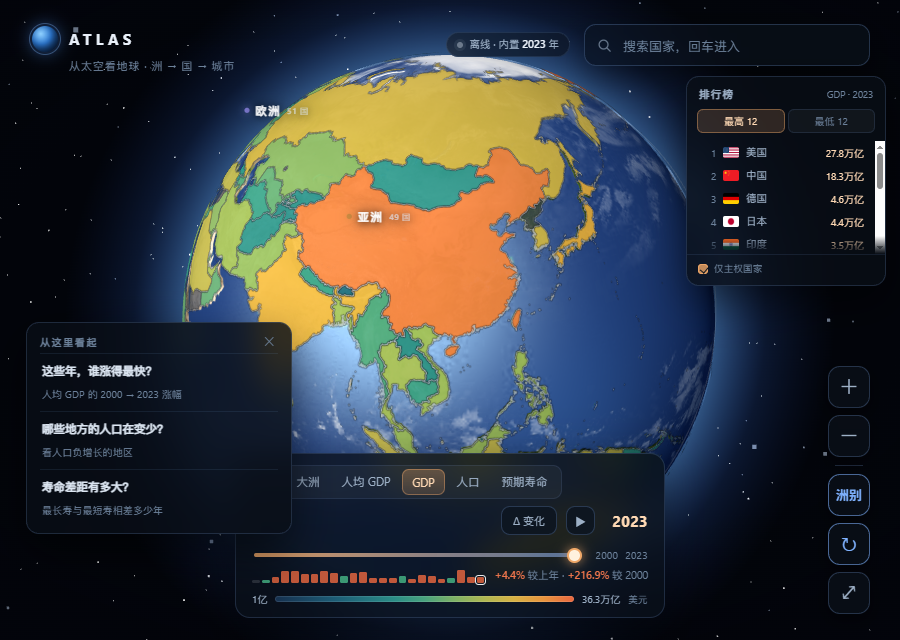 ATLAS
从太空看地球 · 洲 → 国 → 城市
离线 · 内置 2023 年
搜索国家，回车进入
排行榜
GDP · 2023
最高 12
最低 12
1 美国 27.8万亿
2 中国 18.3万亿
3 德国 4.6万亿
4 日本 4.4万亿
5 印度 3.5万亿
仅主权国家
欧洲 51 国
亚洲 49 国
从这里看起
这些年，谁涨得最快？
人均 GDP 的 2000 → 2023 涨幅
哪些地方的人口在变少？
看人口负增长的地区
寿命差距有多大？
最长寿与最短寿相差多少年
大洲 人均 GDP GDP 人口 预期寿命
Δ 变化
2023
2000 2023
+4.4% 较上年 · +216.9% 较 2000
1亿
36.3万亿 美元
洲别